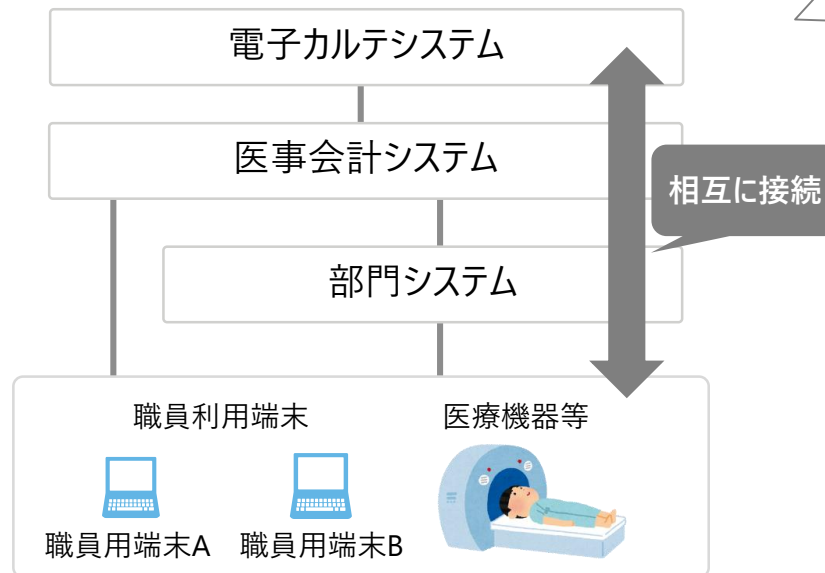 電子カルテシステム
医事会計システム
相互に接続
部門システム
職員利用端末
医療機器等
職員用端末A
職員用端末B